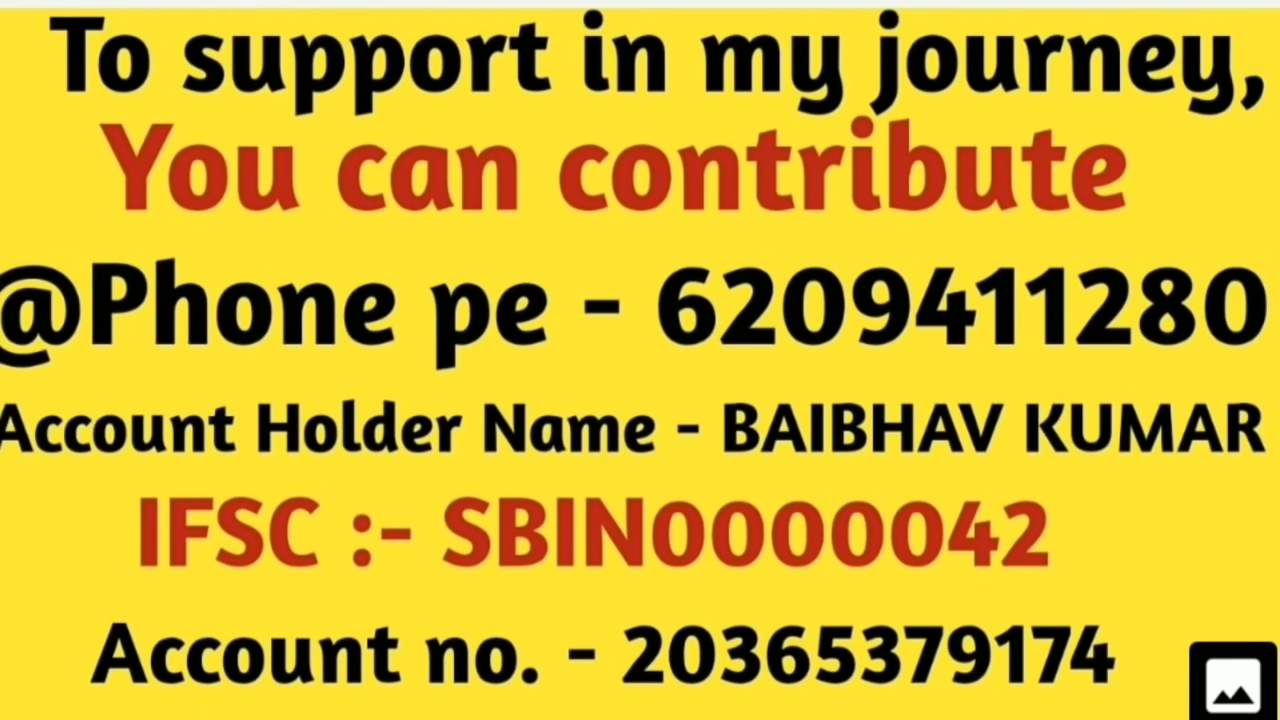 To support in my journey,
You can contribute
@Phone pe - 6209411280
Account Holder Name - BAIBHAV KUMAR
IFSC :- SBIN0000042
Account no. - 20365379174